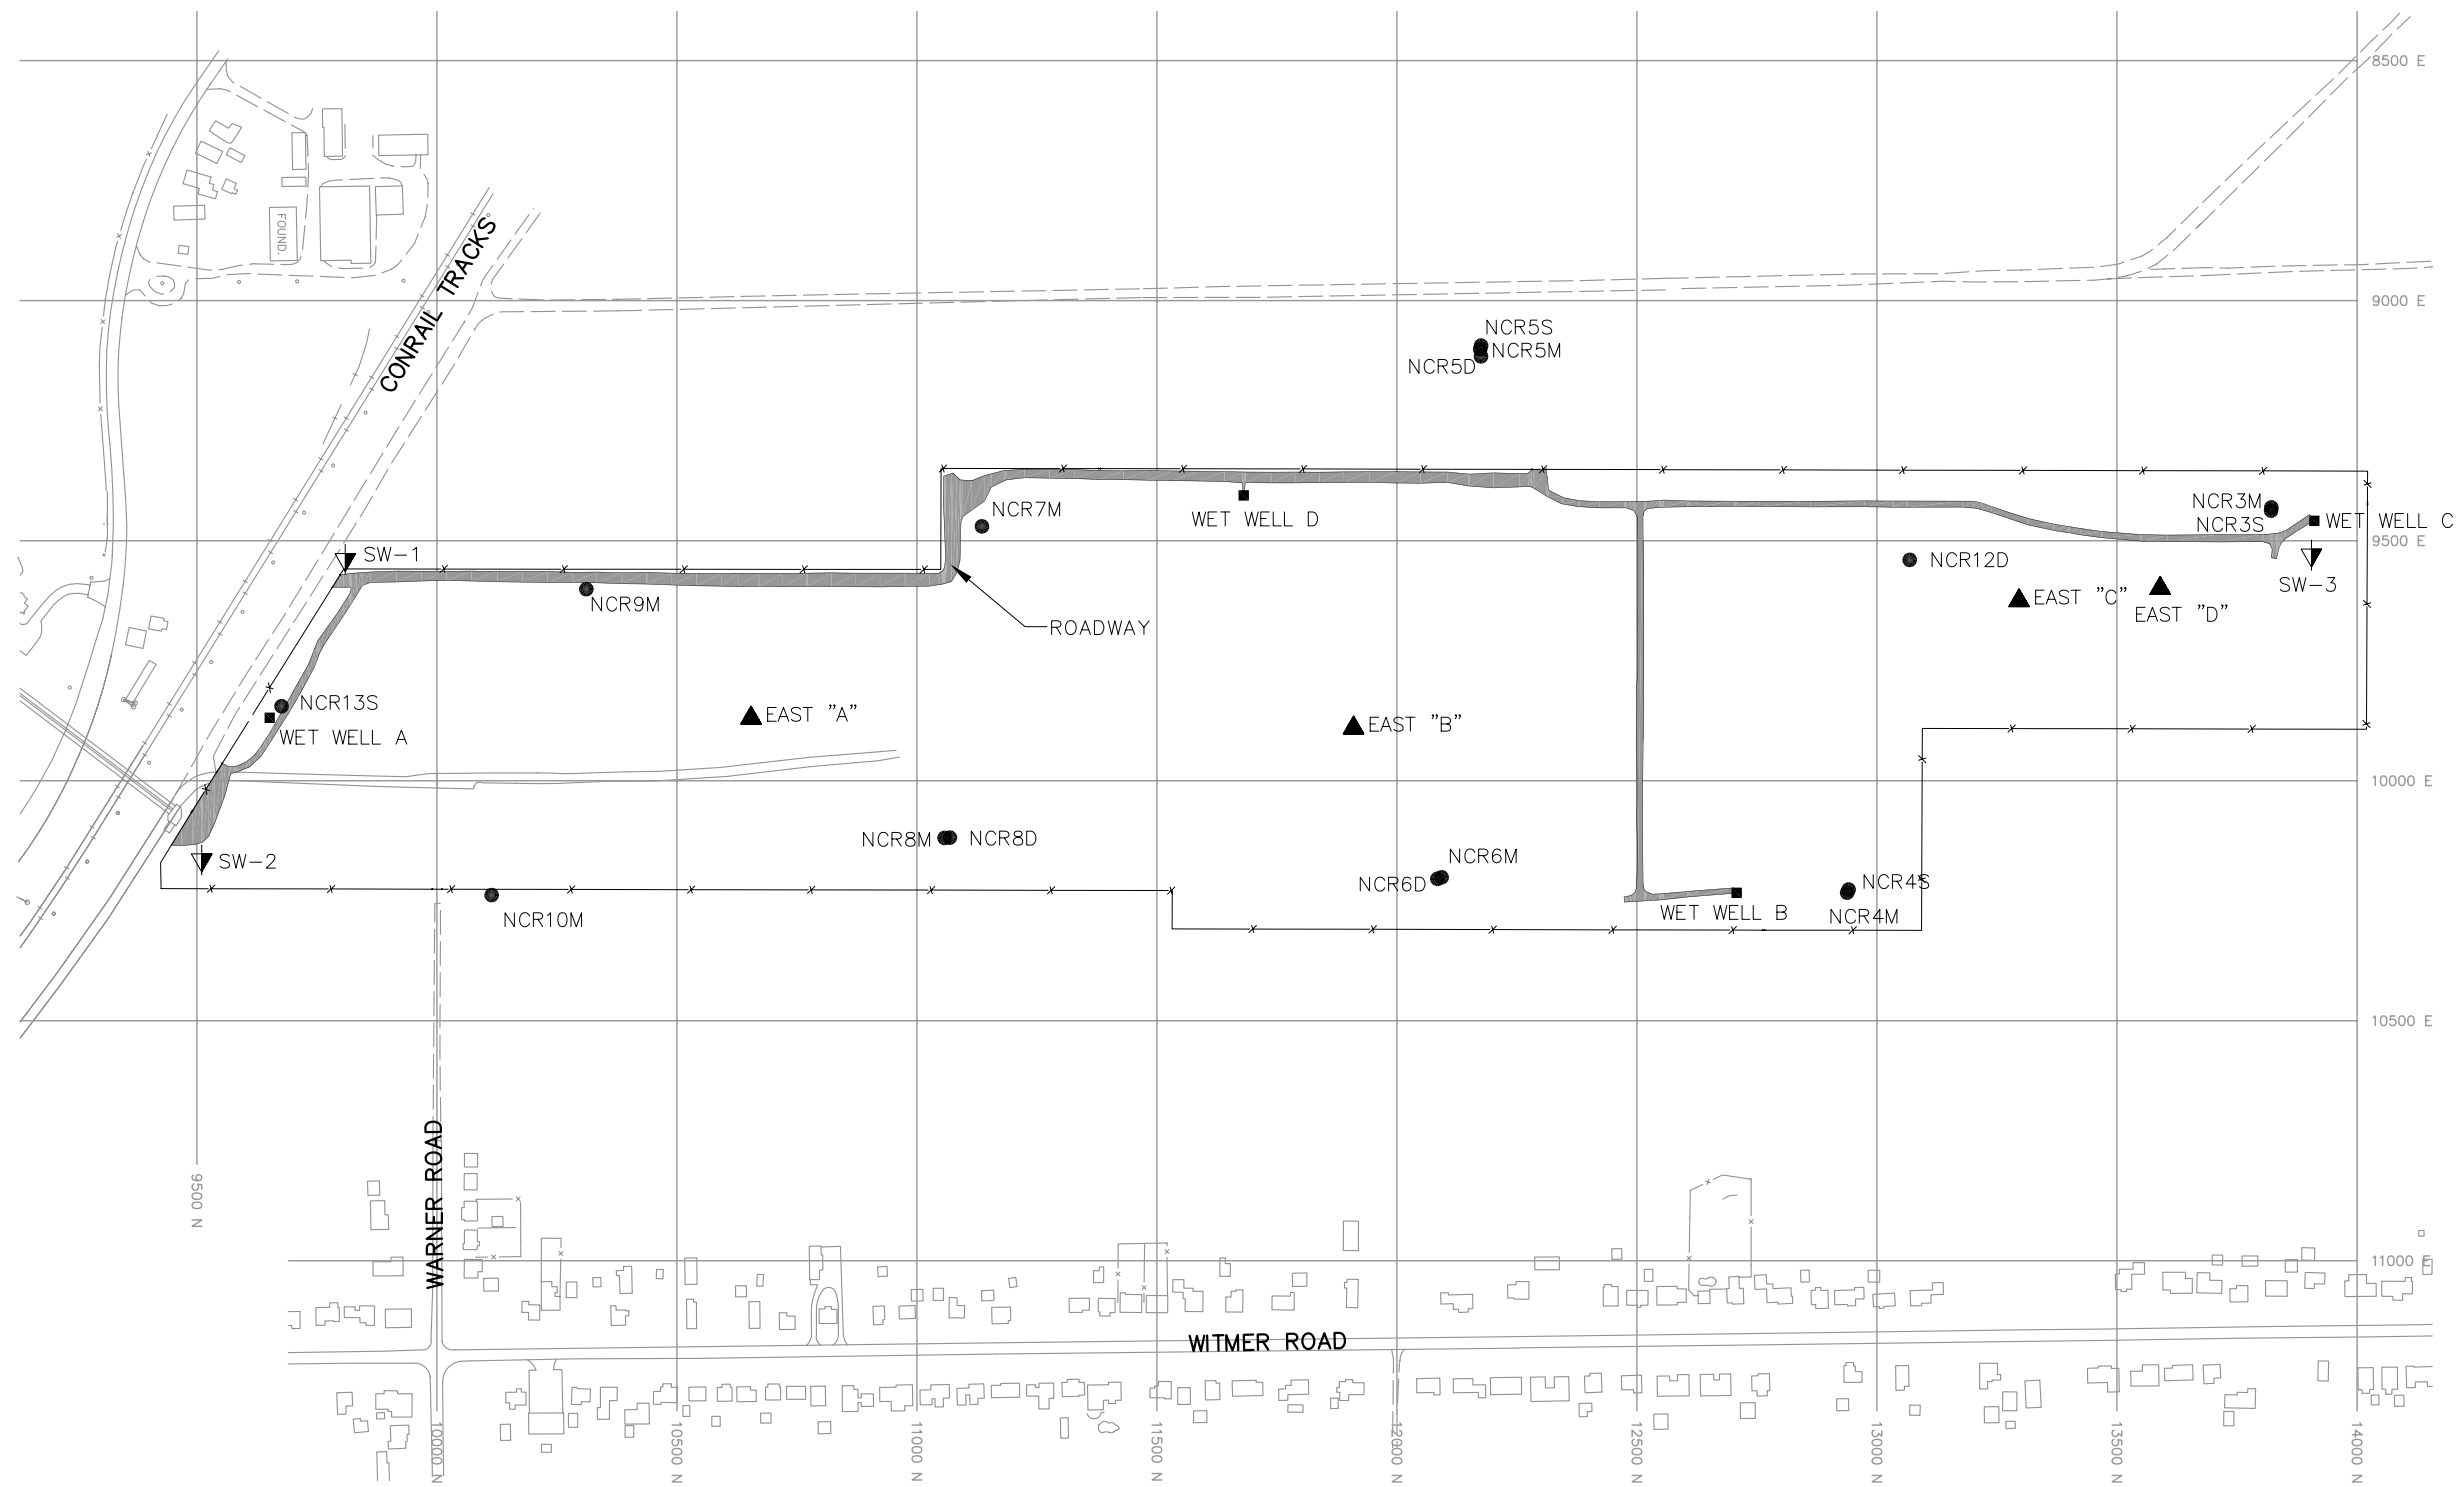 8500 E
FOUND.
CONRAIL TRACKS
9000 E
NCR5S
NCR5M
NCR5D
NCR3M
NCR7M
WET WELL D
NCR3S
WET WELL C
SW-1
9500 E
NCR12D
SW-3
NCR9M
EAST "C"
EAST "D"
ROADWAY
NCR13S
EAST "A"
EAST "B"
WET WELL A
10000 E
NCR8M
NCR8D
SW-2
NCR6M
NCR6D
NCR4S
WET WELL B
NCR4M
NCR10M
10500 E
WARNER ROAD
9500 N
11000 E
WITMER ROAD
10000 N
10500 N
11000 N
11500 N
12000 N
12500 N
13000 N
13500 N
14000 N